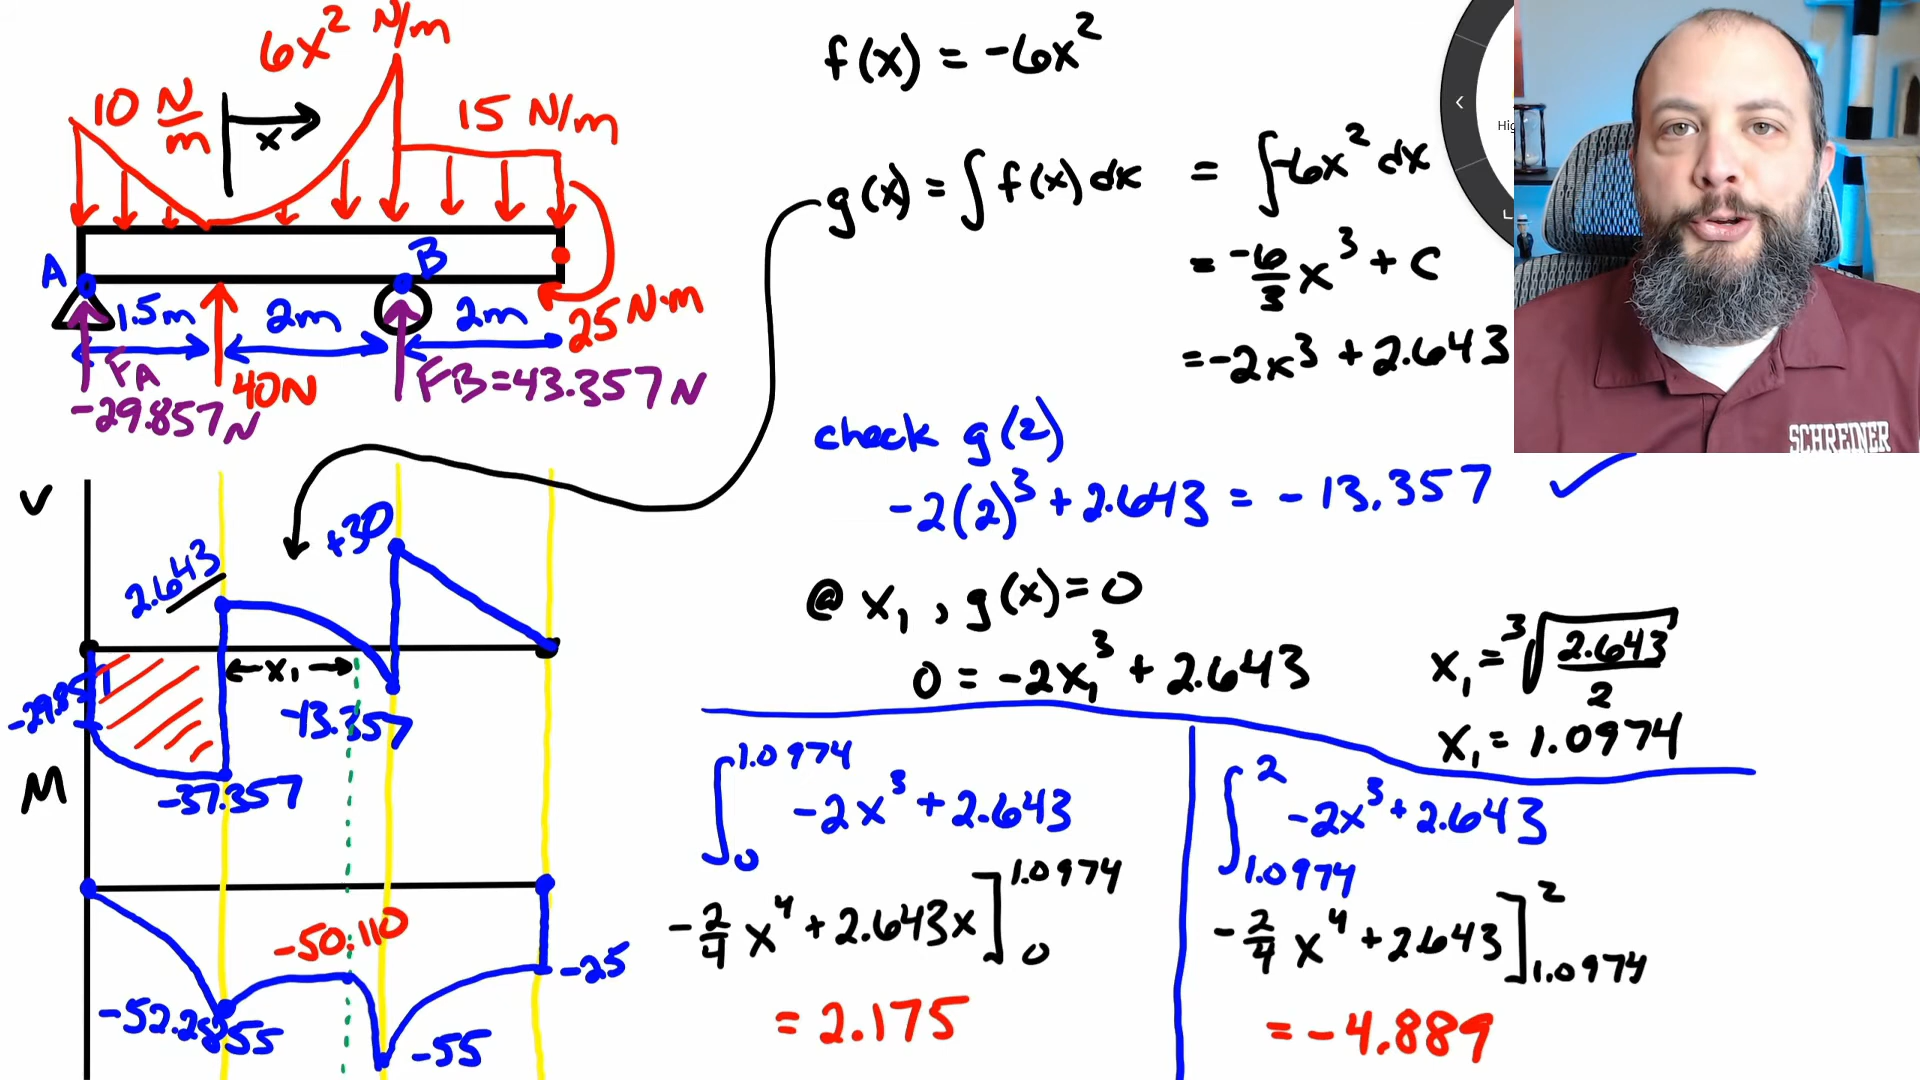 6x² N/m
10 N/m
x
15 N/m
A
B
1.5m
2m
2m
25 N·m
FA
-29.857N
40N
FB=43.357N
V
2.643
+30
x₁
-29.857
-13.357
-37.357
M
-50.110
-25
-52.2855
-55
f(x) = -6x²
g(x) = ∫ f(x) dx = ∫-6x² dx
= -6/3 x³ + C
= -2x³ + 2.643
check g(2)
-2(2)³ + 2.643 = -13.357 ✓
@ x₁, g(x)=0
0 = -2x₁³ + 2.643
x₁ = ³√(2.643/2)
x₁ = 1.0974
∫₀^1.0974 -2x³ + 2.643
-2/4 x⁴ + 2.643x]₀^1.0974
= 2.175
∫_1.0974^2 -2x³ + 2.643
-2/4 x⁴ + 2.643]_1.0974^2
= -4.889
SCHREINER